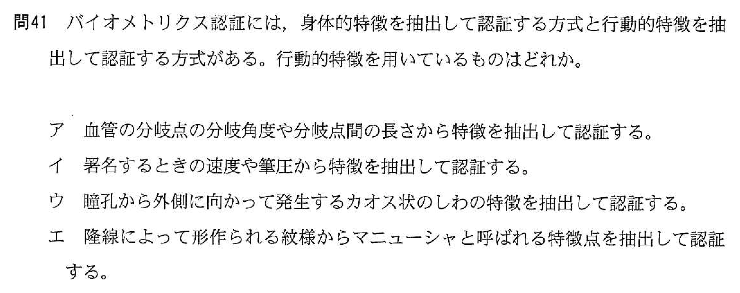 問41 バイオメトリクス認証には，身体的特徴を抽出して認証する方式と行動的特徴を抽
出して認証する方式がある。行動的特徴を用いているものはどれか。
ア 血管の分岐点の分岐角度や分岐点間の長さから特徴を抽出して認証する。
イ 署名するときの速度や筆圧から特徴を抽出して認証する。
ウ 瞳孔から外側に向かって発生するカオス状のしわの特徴を抽出して認証する。
エ 隆線によって形作られる紋様からマニューシャと呼ばれる特徴点を抽出して認証
する。